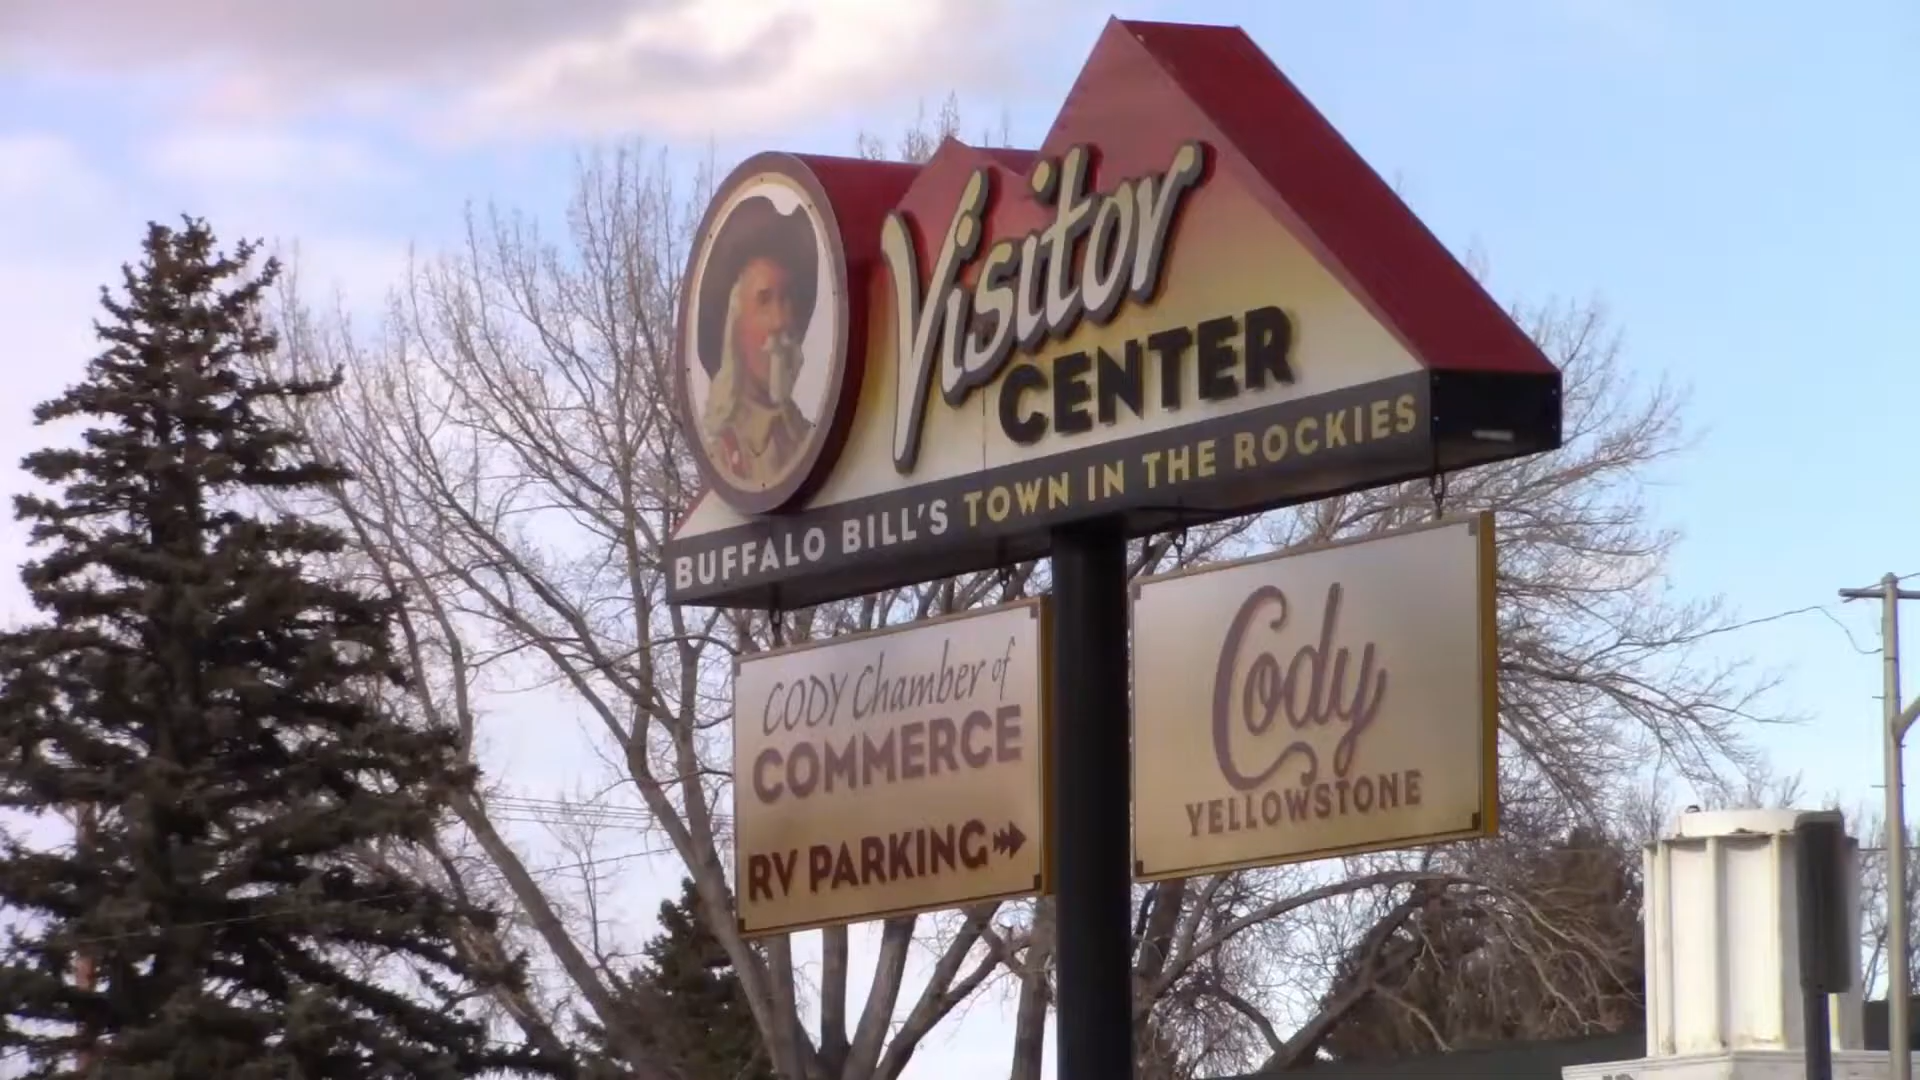 Visitor
CENTER
BUFFALO BILL'S TOWN IN THE ROCKIES
CODY Chamber of
COMMERCE
RV PARKING
Cody
YELLOWSTONE